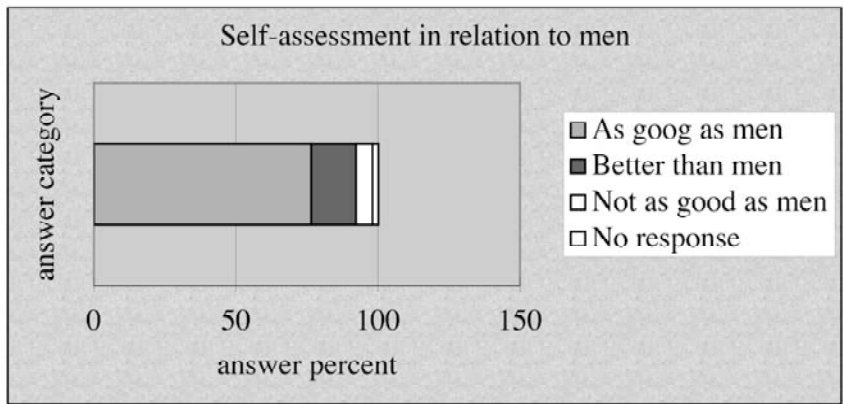 Self-assessment in relation to men
answer category
As goog as men
Better than men
Not as good as men
No response
0 50 100 150
answer percent